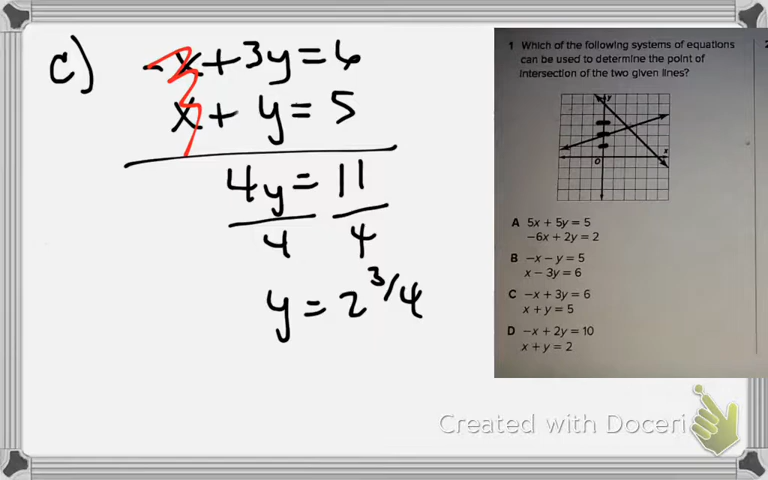 c) -x+3y=6
x + y = 5
4y = 11
4 4
y = 2 3/4
1 Which of the following systems of equations
can be used to determine the point of
intersection of the two given lines?
y
x
O
A 5x + 5y = 5
-6x + 2y = 2
B -x - y = 5
x - 3y = 6
C -x + 3y = 6
x + y = 5
D -x + 2y = 10
x + y = 2
2
Created with Doceri